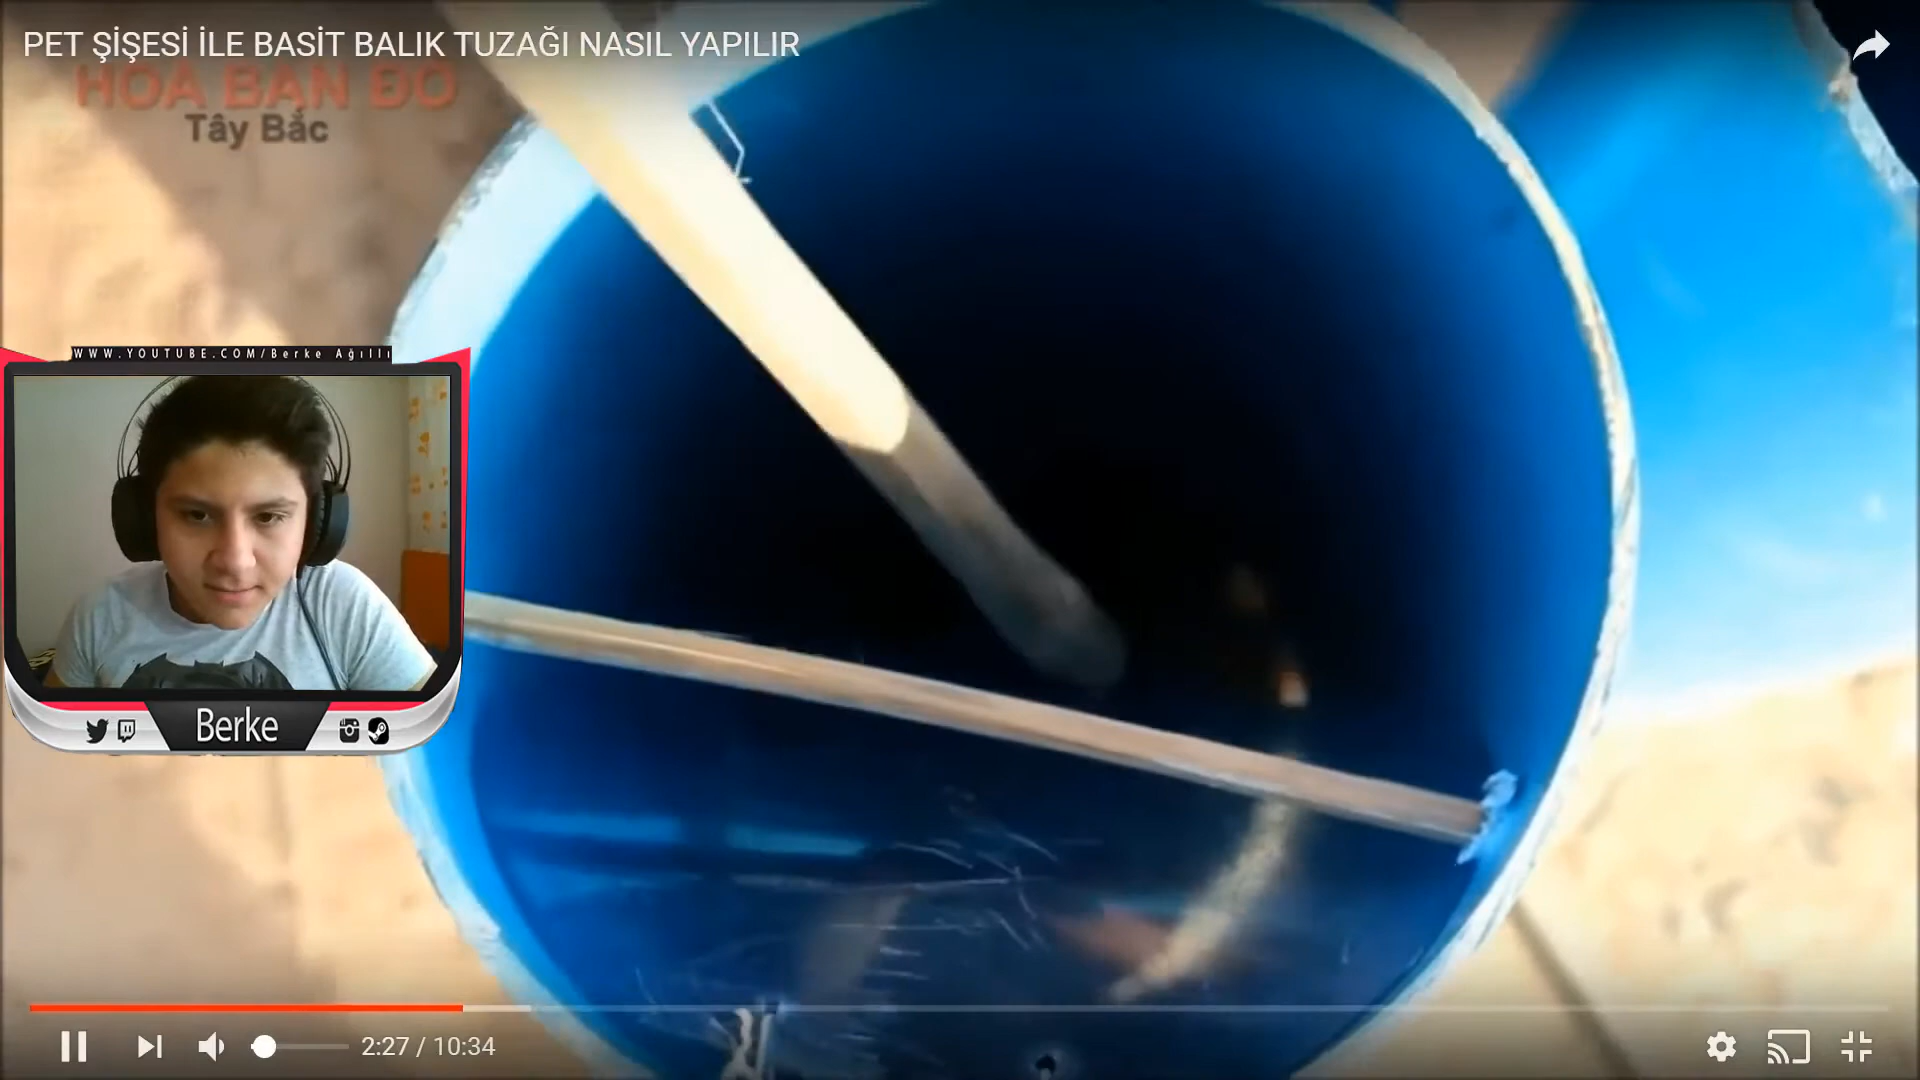 PET ŞİŞESİ İLE BASİT BALIK TUZAĞI NASIL YAPILIR
HOA BAN ĐỎ
Tây Bắc
WWW.YOUTUBE.COM/Berke Ağıllı
Berke
2:27 / 10:34